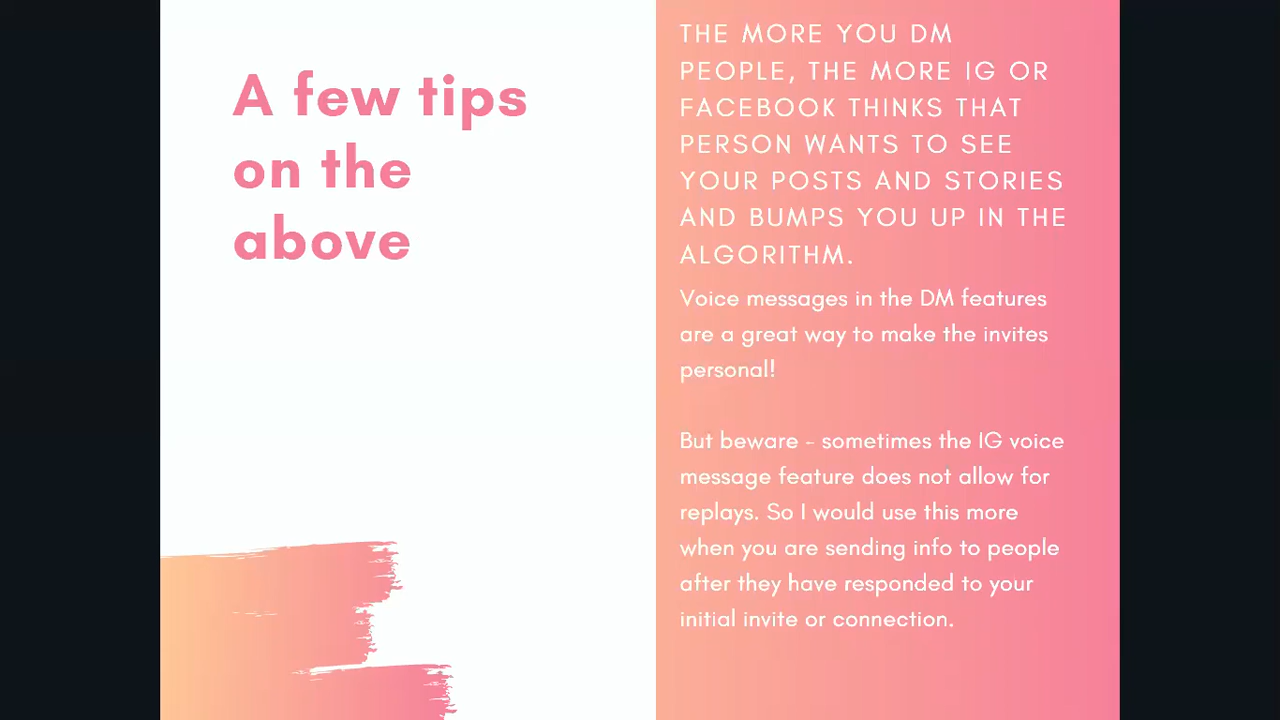 A few tips
on the
above
THE MORE YOU DM
PEOPLE, THE MORE IG OR
FACEBOOK THINKS THAT
PERSON WANTS TO SEE
YOUR POSTS AND STORIES
AND BUMPS YOU UP IN THE
ALGORITHM.
Voice messages in the DM features
are a great way to make the invites
personal!
But beware - sometimes the IG voice
message feature does not allow for
replays. So I would use this more
when you are sending info to people
after they have responded to your
initial invite or connection.